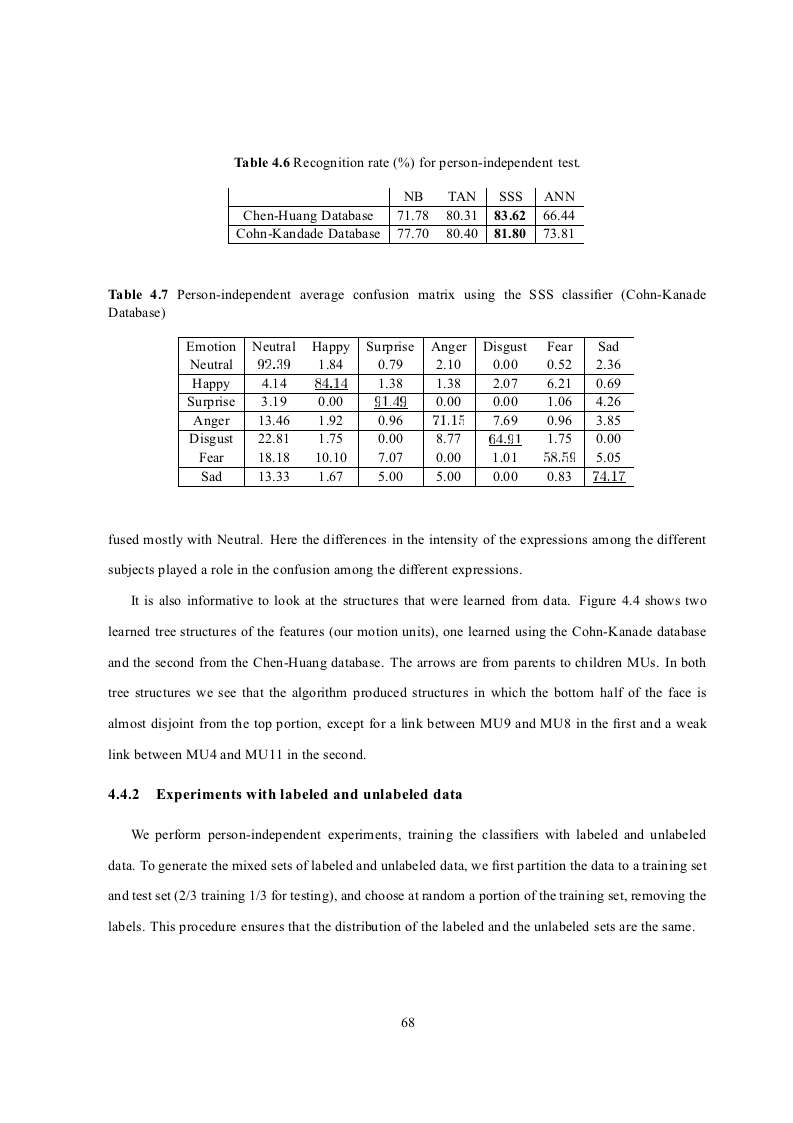 Table 4.6 Recognition rate (%) for person-independent test.
NB TAN SSS ANN
Chen-Huang Database 71.78 80.31 83.62 66.44
Cohn-Kandade Database 77.70 80.40 81.80 73.81
Table 4.7 Person-independent average confusion matrix using the SSS classifier (Cohn-Kanade
Database)
Emotion Neutral Happy Surprise Anger Disgust Fear Sad
Neutral 92.39 1.84 0.79 2.10 0.00 0.52 2.36
Happy 4.14 84.14 1.38 1.38 2.07 6.21 0.69
Surprise 3.19 0.00 91.49 0.00 0.00 1.06 4.26
Anger 13.46 1.92 0.96 71.15 7.69 0.96 3.85
Disgust 22.81 1.75 0.00 8.77 64.91 1.75 0.00
Fear 18.18 10.10 7.07 0.00 1.01 58.59 5.05
Sad 13.33 1.67 5.00 5.00 0.00 0.83 74.17
fused mostly with Neutral. Here the differences in the intensity of the expressions among the different
subjects played a role in the confusion among the different expressions.
It is also informative to look at the structures that were learned from data. Figure 4.4 shows two
learned tree structures of the features (our motion units), one learned using the Cohn-Kanade database
and the second from the Chen-Huang database. The arrows are from parents to children MUs. In both
tree structures we see that the algorithm produced structures in which the bottom half of the face is
almost disjoint from the top portion, except for a link between MU9 and MU8 in the first and a weak
link between MU4 and MU11 in the second.
4.4.2 Experiments with labeled and unlabeled data
We perform person-independent experiments, training the classifiers with labeled and unlabeled
data. To generate the mixed sets of labeled and unlabeled data, we first partition the data to a training set
and test set (2/3 training 1/3 for testing), and choose at random a portion of the training set, removing the
labels. This procedure ensures that the distribution of the labeled and the unlabeled sets are the same.
68